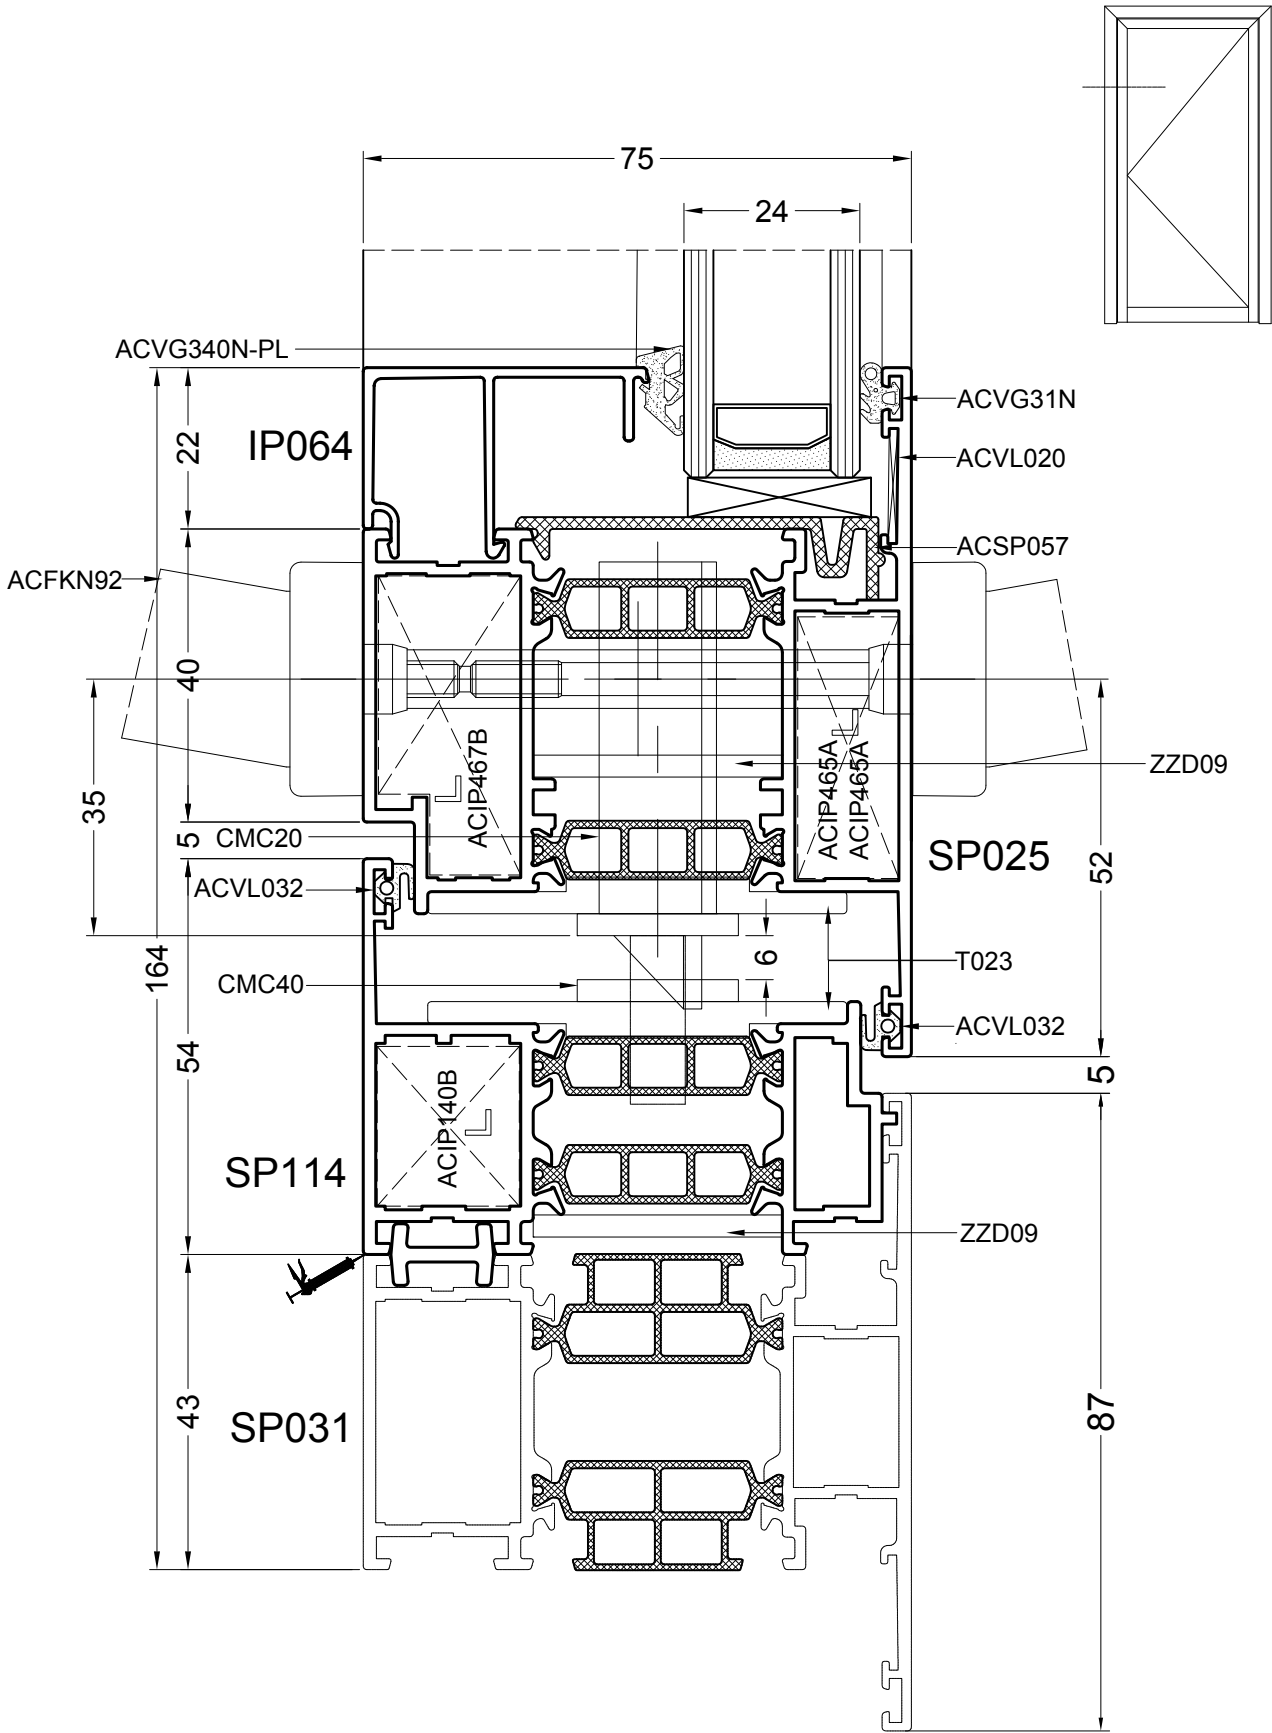 75
24
ACVG340N-PL
ACVG31N
22
IP064
ACVL020
ACSP057
ACFKN92
40
ACIP467B
ACIP465A
ACIP465A
ZZD09
35
5
CMC20
SP025
52
ACVL032
164
6
T023
CMC40
ACVL032
54
5
ACIP140B
SP114
ZZD09
43
SP031
87